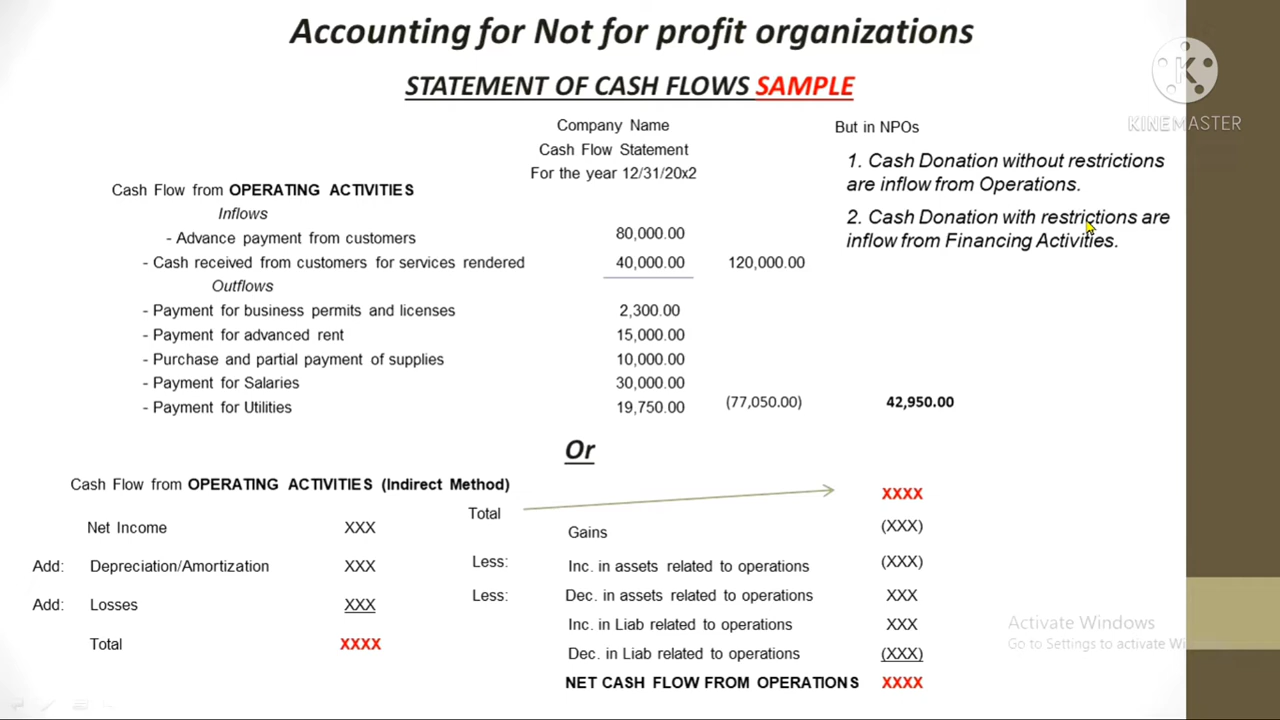 Accounting for Not for profit organizations
STATEMENT OF CASH FLOWS SAMPLE
KINEMASTER
Company Name
Cash Flow Statement
For the year 12/31/20x2
But in NPOs
1. Cash Donation without restrictions
are inflow from Operations.
2. Cash Donation with restrictions are
inflow from Financing Activities.
Cash Flow from OPERATING ACTIVITIES
Inflows
- Advance payment from customers 80,000.00
- Cash received from customers for services rendered 40,000.00 120,000.00
Outflows
- Payment for business permits and licenses 2,300.00
- Payment for advanced rent 15,000.00
- Purchase and partial payment of supplies 10,000.00
- Payment for Salaries 30,000.00
- Payment for Utilities 19,750.00 (77,050.00) 42,950.00
Or
Cash Flow from OPERATING ACTIVITIES (Indirect Method)
Net Income XXX
Add: Depreciation/Amortization XXX
Add: Losses XXX
Total XXXX
Total XXXX
Gains (XXX)
Less: Inc. in assets related to operations (XXX)
Less: Dec. in assets related to operations XXX
Inc. in Liab related to operations XXX
Dec. in Liab related to operations (XXX)
NET CASH FLOW FROM OPERATIONS XXXX
Activate Windows
Go to Settings to activate Wi